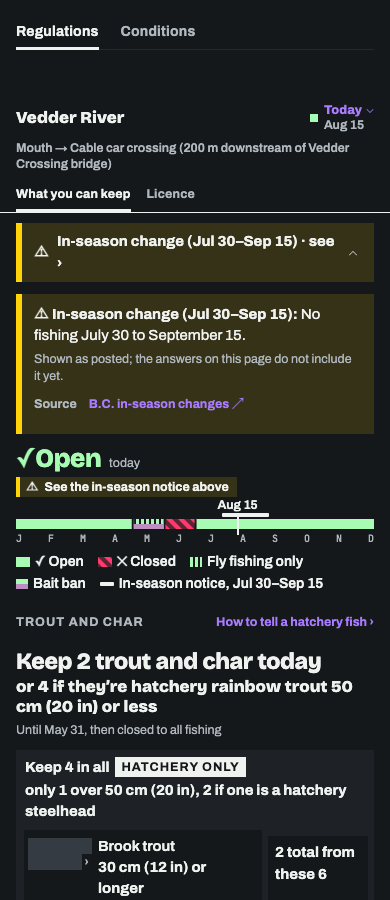 Regulations Conditions
Vedder River
Today
Aug 15
Mouth → Cable car crossing (200 m downstream of Vedder
Crossing bridge)
What you can keep Licence
⚠ In-season change (Jul 30–Sep 15) · see
›
⚠ In-season change (Jul 30–Sep 15): No
fishing July 30 to September 15.
Shown as posted; the answers on this page do not include
it yet.
Source B.C. in-season changes ↗
✓Open today
⚠ See the in-season notice above
Aug 15
J F M A M J J A S O N D
✓ Open ✕ Closed Fly fishing only
Bait ban In-season notice, Jul 30–Sep 15
TROUT AND CHAR How to tell a hatchery fish ›
Keep 2 trout and char today
or 4 if they’re hatchery rainbow trout 50
cm (20 in) or less
Until May 31, then closed to all fishing
Keep 4 in all HATCHERY ONLY
only 1 over 50 cm (20 in), 2 if one is a hatchery
steelhead
› Brook trout
30 cm (12 in) or
longer
2 total from
these 6